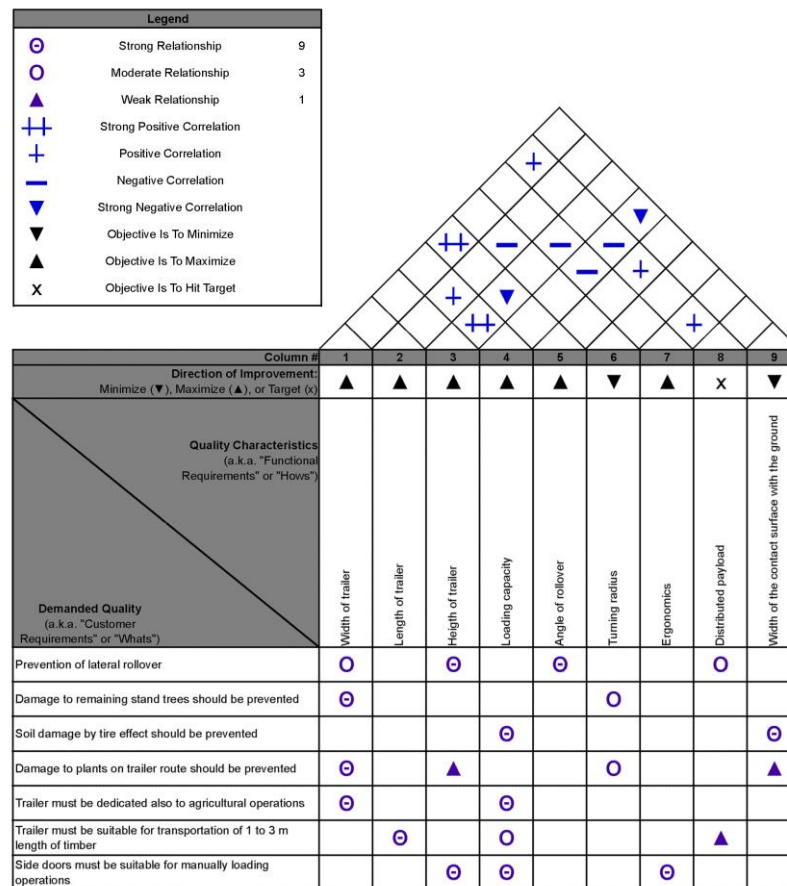 Legend
Strong Relationship 9
Moderate Relationship 3
Weak Relationship 1
Strong Positive Correlation
Positive Correlation
Negative Correlation
Strong Negative Correlation
Objective Is To Minimize
Objective Is To Maximize
x Objective Is To Hit Target
Column # 1 2 3 4 5 6 7 8 9
Direction of Improvement:
Minimize (▼), Maximize (▲), or Target (x) ▲ ▲ ▲ ▲ ▲ ▼ ▲ x ▼
Quality Characteristics
(a.k.a. "Functional
Requirements" or "Hows")
Demanded Quality
(a.k.a. "Customer
Requirements" or "Whats")
Width of trailer
Length of trailer
Heigth of trailer
Loading capacity
Angle of rollover
Turning radius
Ergonomics
Distributed payload
Width of the contact surface with the ground
Prevention of lateral rollover
Damage to remaining stand trees should be prevented
Soil damage by tire effect should be prevented
Damage to plants on trailer route should be prevented
Trailer must be dedicated also to agricultural operations
Trailer must be suitable for transportation of 1 to 3 m
length of timber
Side doors must be suitable for manually loading
operations